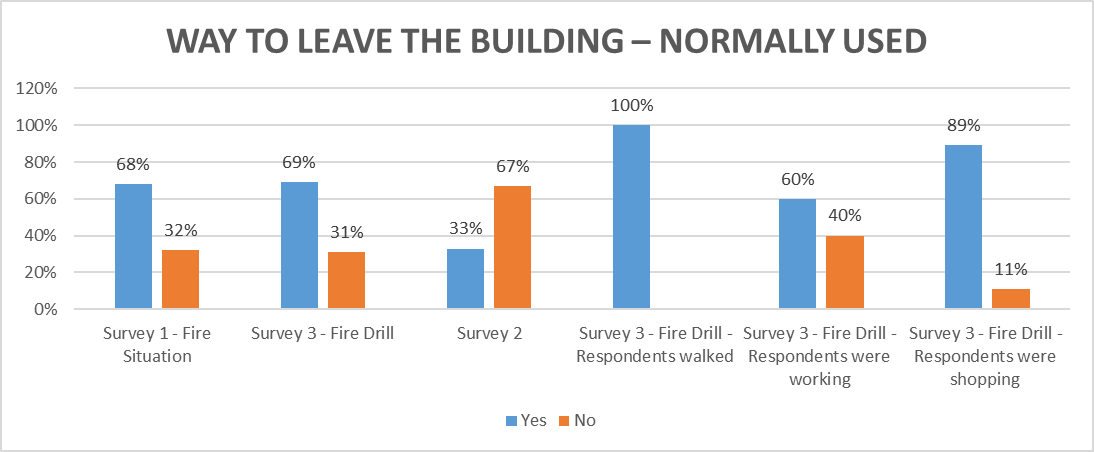 WAY TO LEAVE THE BUILDING – NORMALLY USED
120%
100%
80%
60%
40%
20%
0%
68%
32%
69%
31%
33%
67%
100%
60%
40%
89%
11%
Survey 1 - Fire
Situation
Survey 3 - Fire Drill
Survey 2
Survey 3 - Fire Drill -
Respondents walked
Survey 3 - Fire Drill -
Respondents were
working
Survey 3 - Fire Drill -
Respondents were
shopping
Yes
No